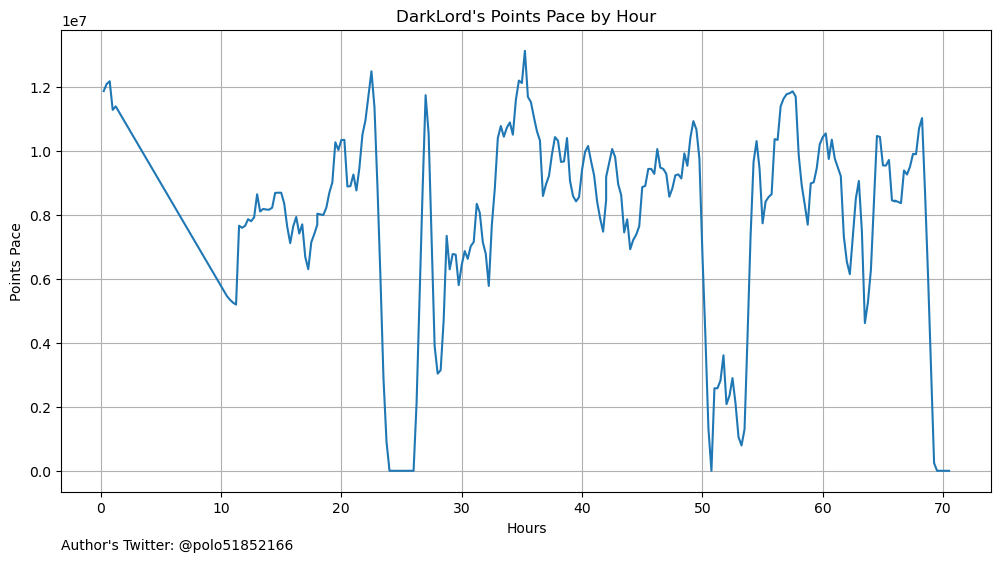 DarkLord's Points Pace by Hour
1e7
1.2
1.0
0.8
0.6
0.4
0.2
0.0
Points Pace
0 10 20 30 40 50 60 70
Hours
Author's Twitter: @polo51852166